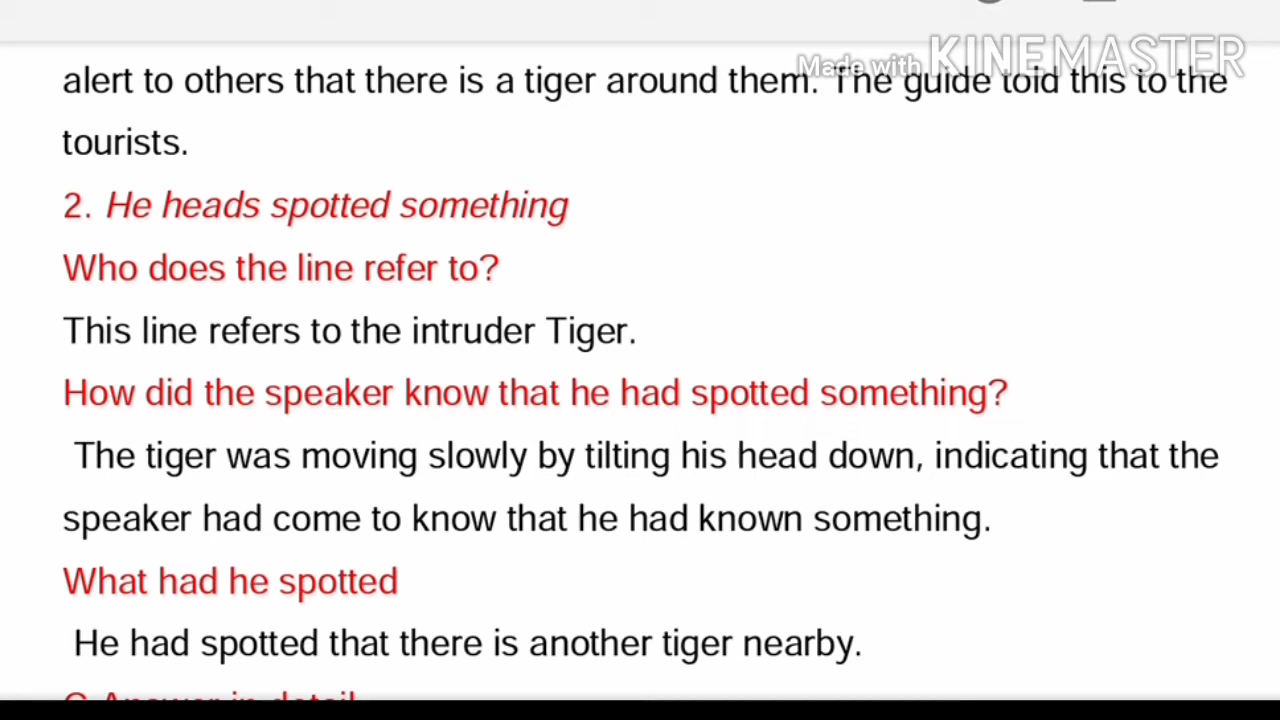 Made with KINEMASTER
alert to others that there is a tiger around them. The guide told this to the
tourists.
2. He heads spotted something
Who does the line refer to?
This line refers to the intruder Tiger.
How did the speaker know that he had spotted something?
The tiger was moving slowly by tilting his head down, indicating that the
speaker had come to know that he had known something.
What had he spotted
He had spotted that there is another tiger nearby.
C Answer in detail